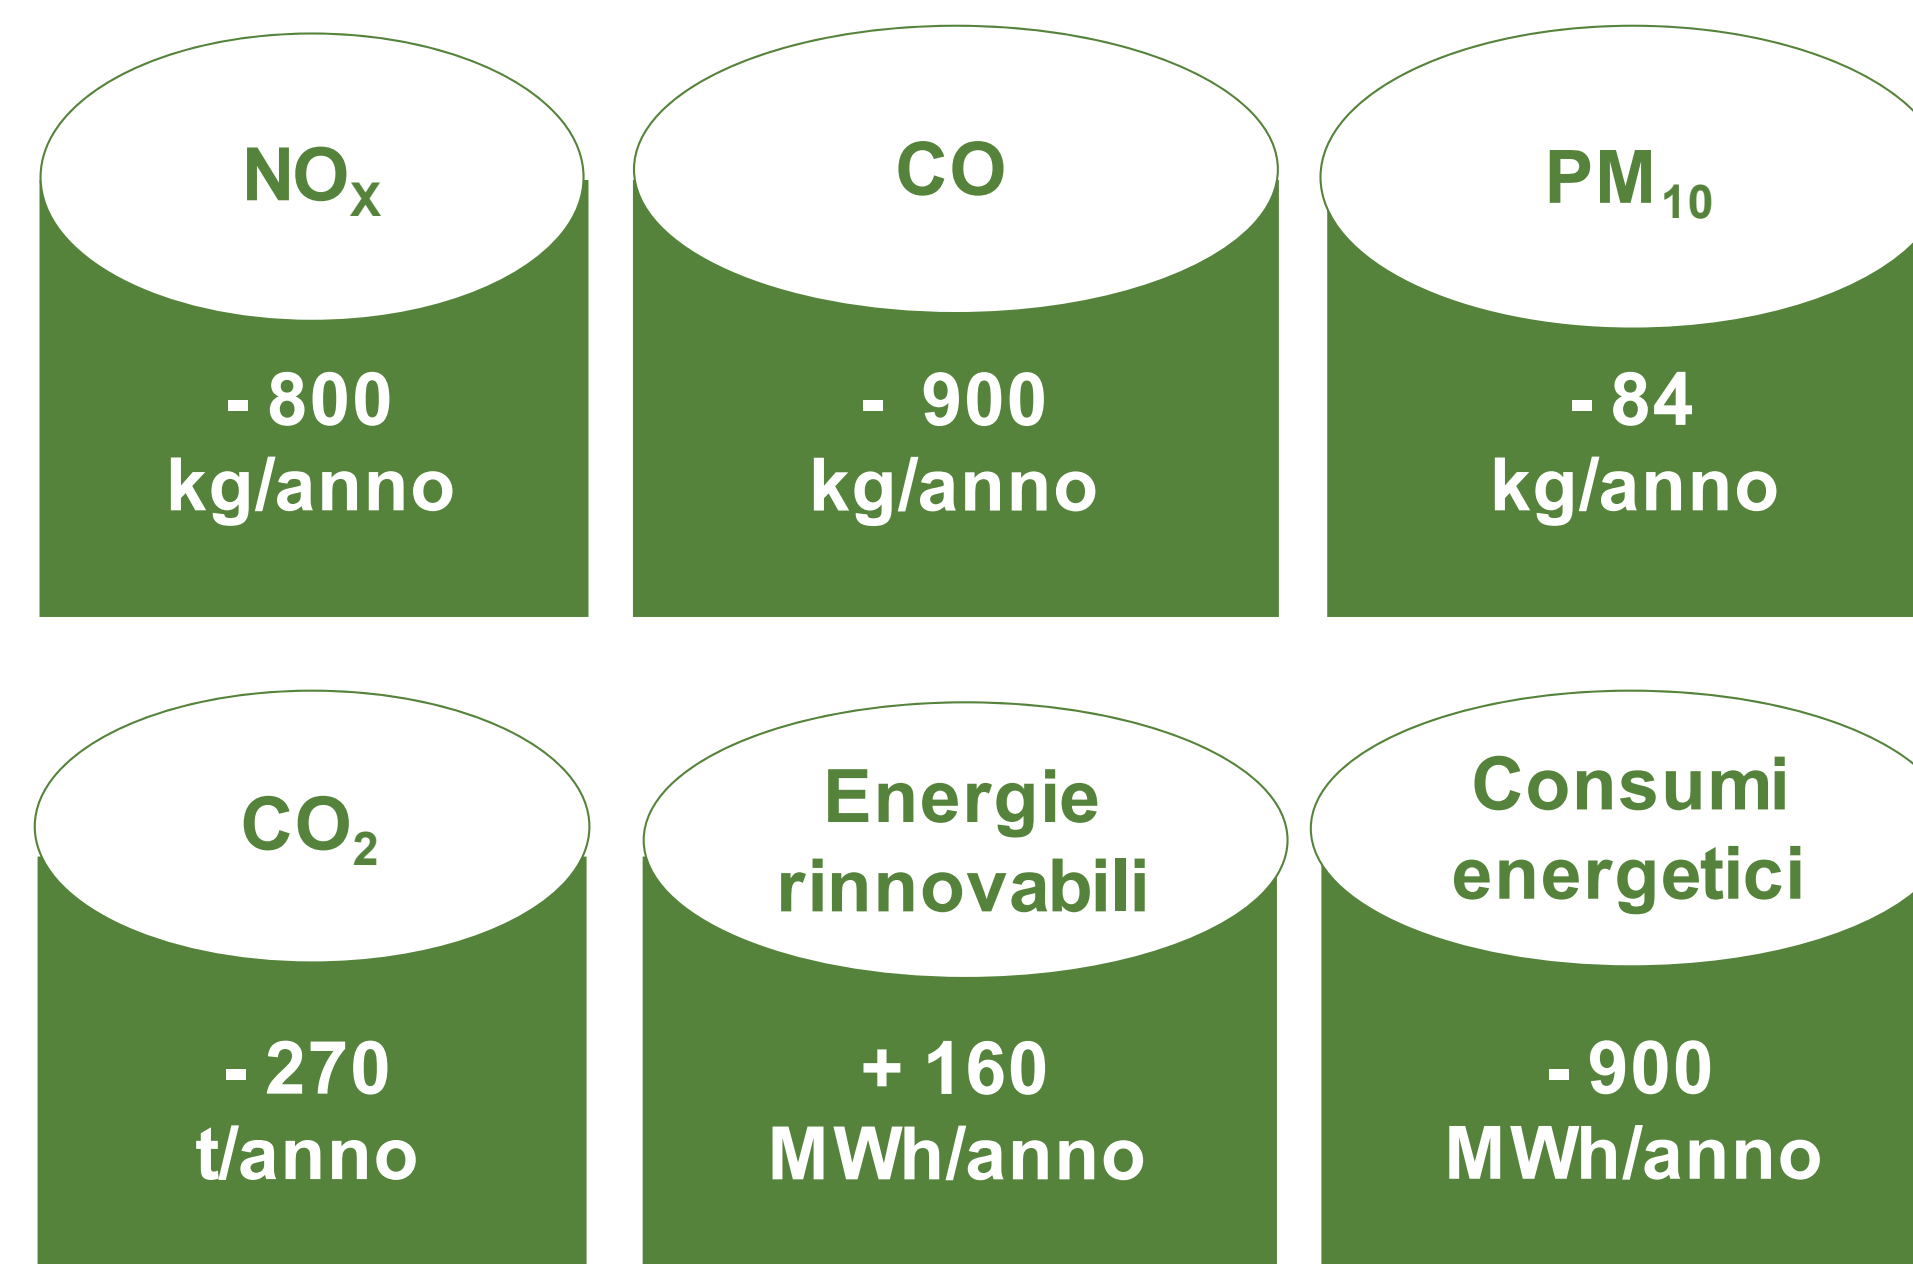 NOX
CO
PM10
- 800
kg/anno
- 900
kg/anno
- 84
kg/anno
CO2
Energie
rinnovabili
Consumi
energetici
- 270
t/anno
+ 160
MWh/anno
- 900
MWh/anno